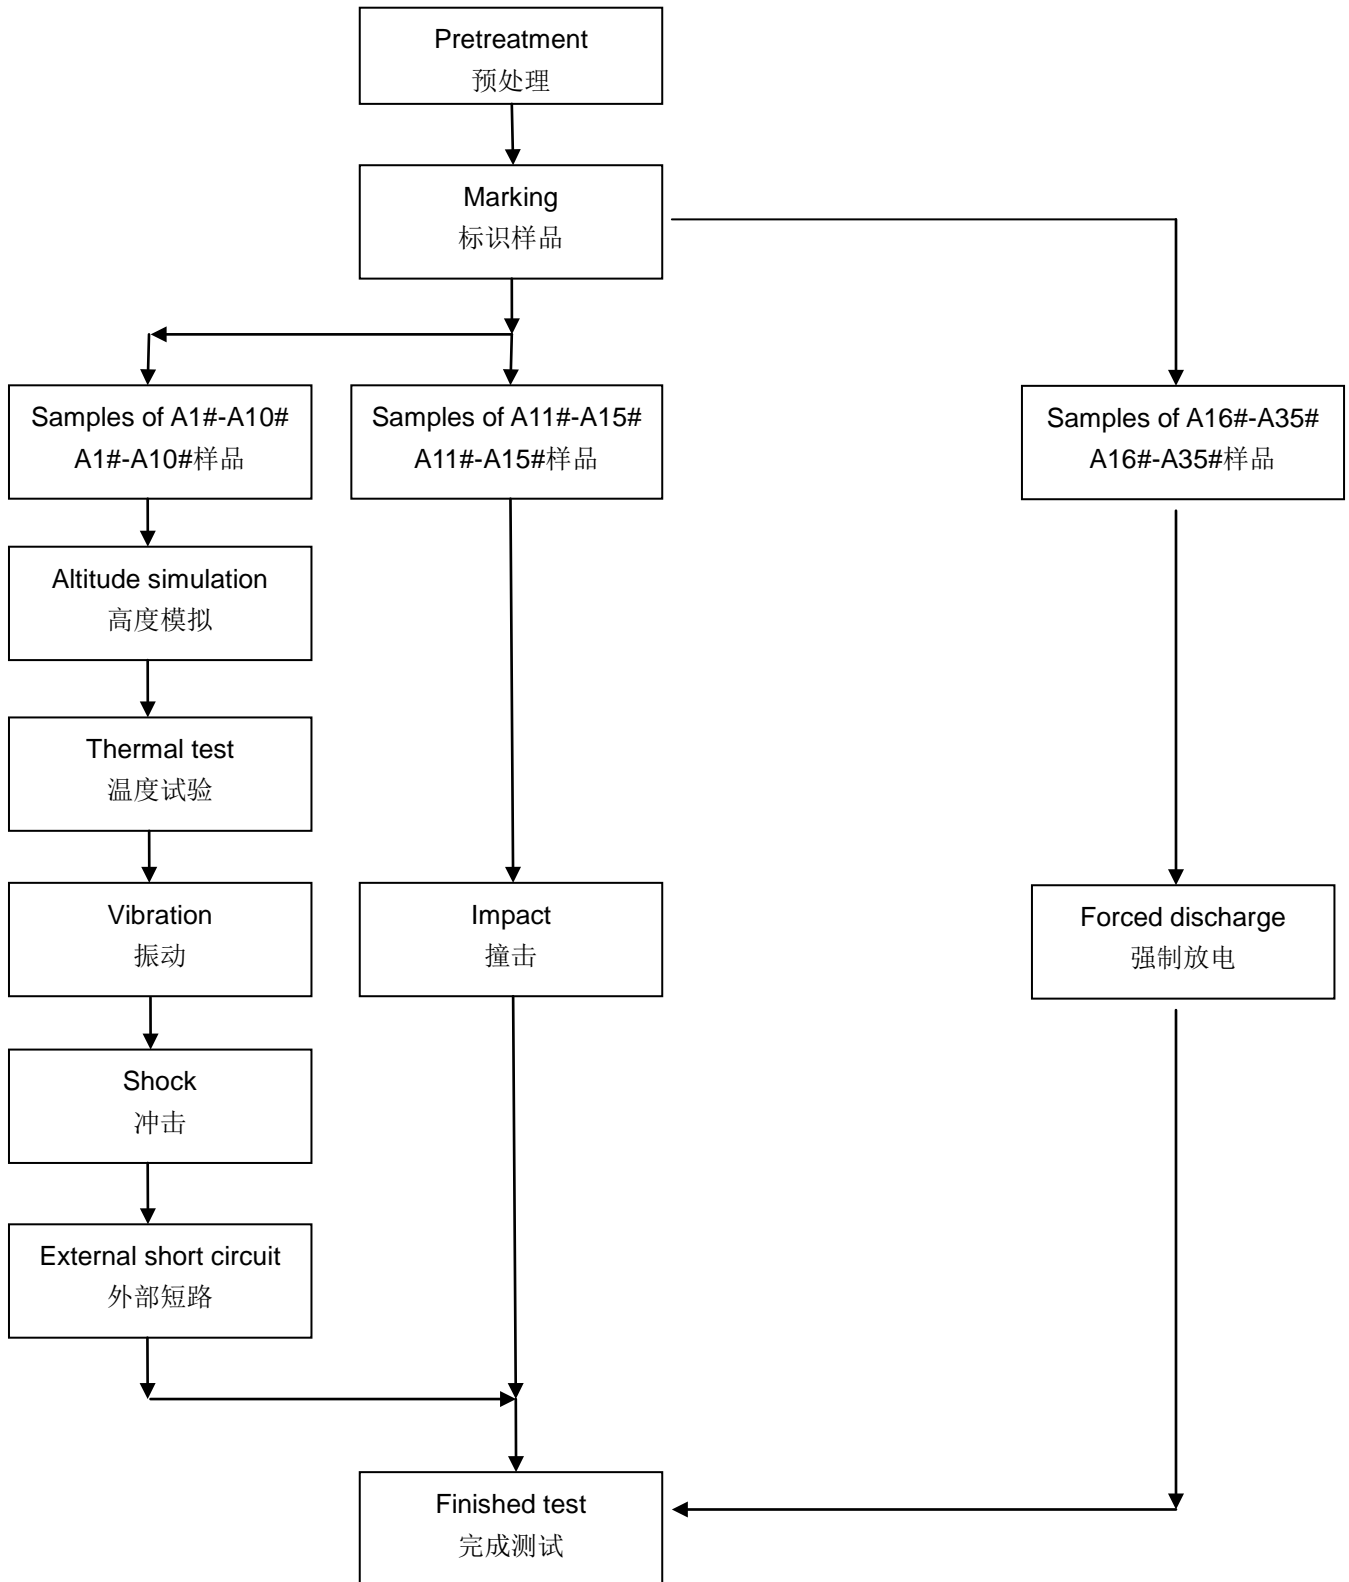 Pretreatment
预处理
Marking
标识样品
Samples of A1#-A10#
A1#-A10#样品
Samples of A11#-A15#
A11#-A15#样品
Samples of A16#-A35#
A16#-A35#样品
Altitude simulation
高度模拟
Thermal test
温度试验
Vibration
振动
Impact
撞击
Forced discharge
强制放电
Shock
冲击
External short circuit
外部短路
Finished test
完成测试